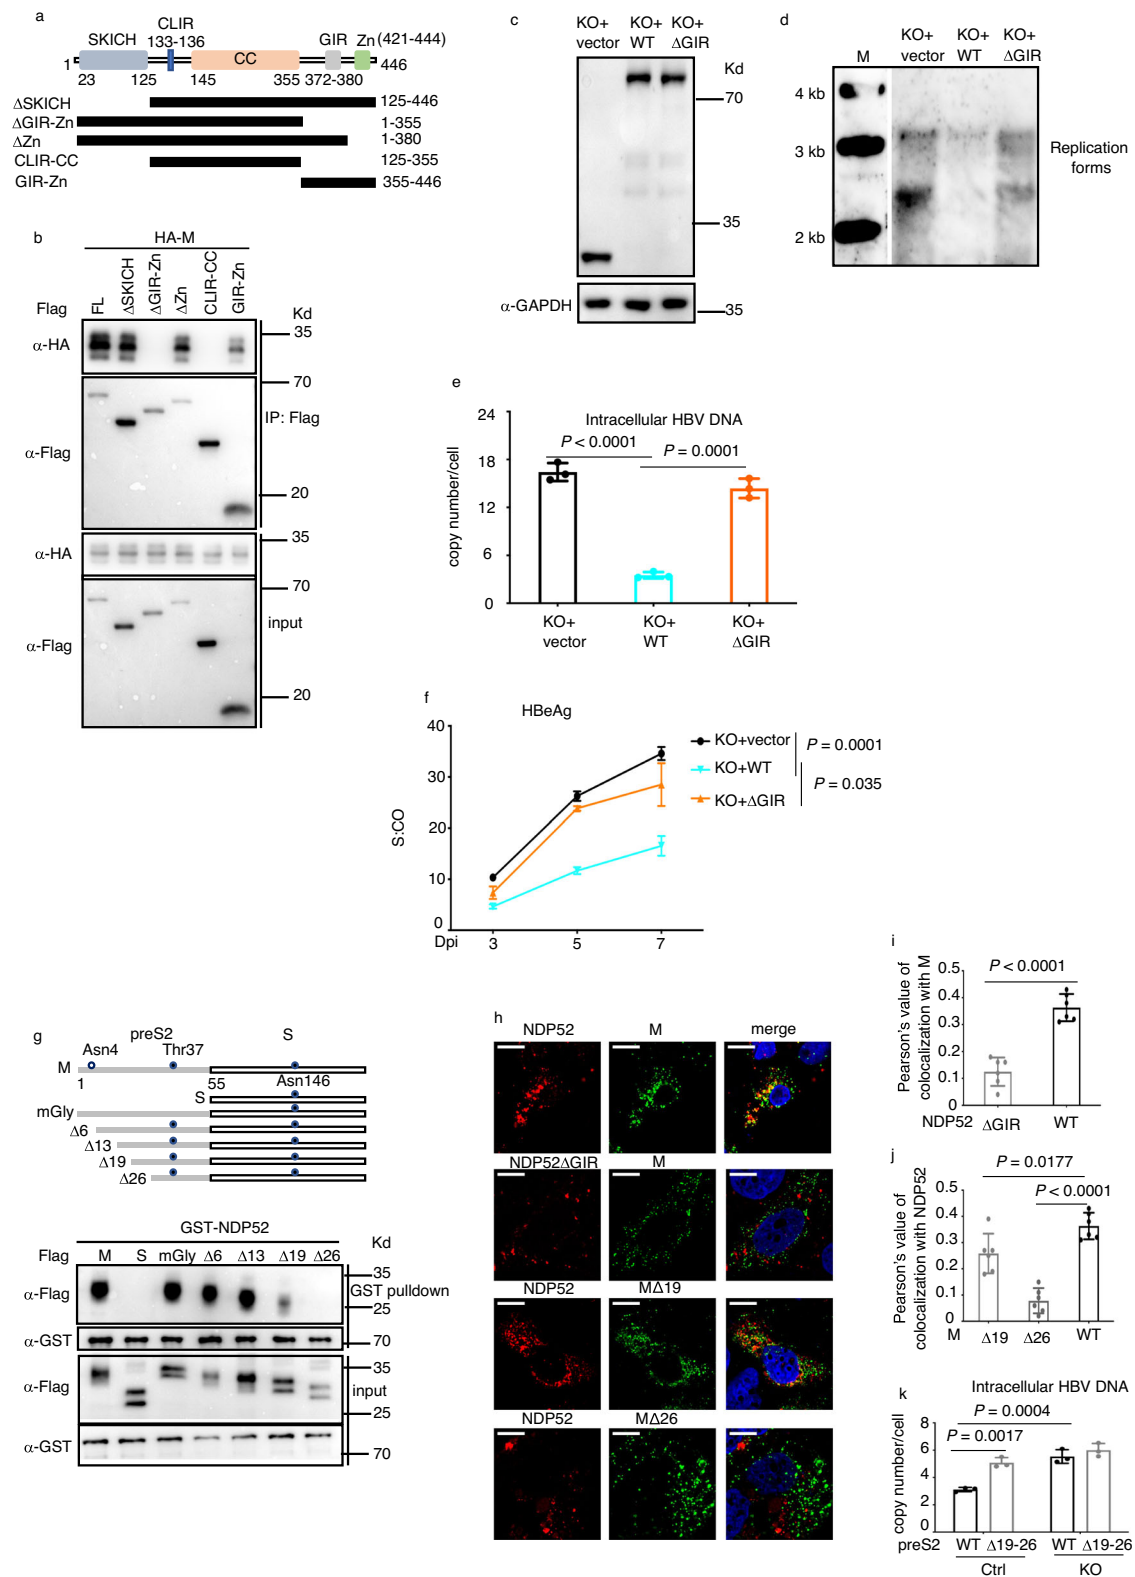 a
CLIR
SKICH 133-136 GIR Zn (421-444)
1 CC 446
23 125 145 355 372-380
ΔSKICH 125-446
ΔGIR-Zn 1-355
ΔZn 1-380
CLIR-CC 125-355
GIR-Zn 355-446
b
HA-M
Flag FL ΔSKICH ΔGIR-Zn ΔZn CLIR-CC GIR-Zn Kd
α-HA 35
70
IP: Flag
α-Flag
20
α-HA 35
70
input
α-Flag
20
c
KO+ vector KO+ WT KO+ ΔGIR
Kd
70
35
α-GAPDH 35
d
M KO+ vector KO+ WT KO+ ΔGIR
4 kb
3 kb
Replication forms
2 kb
e
Intracellular HBV DNA
P < 0.0001 P = 0.0001
copy number/cell
24
18
12
6
0
KO+ vector KO+ WT KO+ ΔGIR
f
HBeAg
S:CO
40
30
20
10
0
Dpi 3 5 7
KO+vector
KO+WT
KO+ΔGIR
P = 0.0001
P = 0.035
g
preS2 S
Asn4 Thr37
M
1 55 Asn146
S
mGly
Δ6
Δ13
Δ19
Δ26
GST-NDP52
Flag M S mGly Δ6 Δ13 Δ19 Δ26 Kd
35
α-Flag GST pulldown
25
α-GST 70
35
α-Flag input
25
α-GST
70
h
NDP52 M merge
NDP52ΔGIR M
NDP52 MΔ19
NDP52 MΔ26
i
P < 0.0001
Pearson's value of
colocalization with M
0.5
0.4
0.3
0.2
0.1
0
NDP52 ΔGIR WT
j
P = 0.0177
P < 0.0001
Pearson's value of
colocalization with NDP52
0.5
0.4
0.3
0.2
0.1
0
M Δ19 Δ26 WT
k
Intracellular HBV DNA
P = 0.0004
P = 0.0017
copy number/cell
8
6
4
2
0
preS2 WT Δ19-26 WT Δ19-26
Ctrl KO